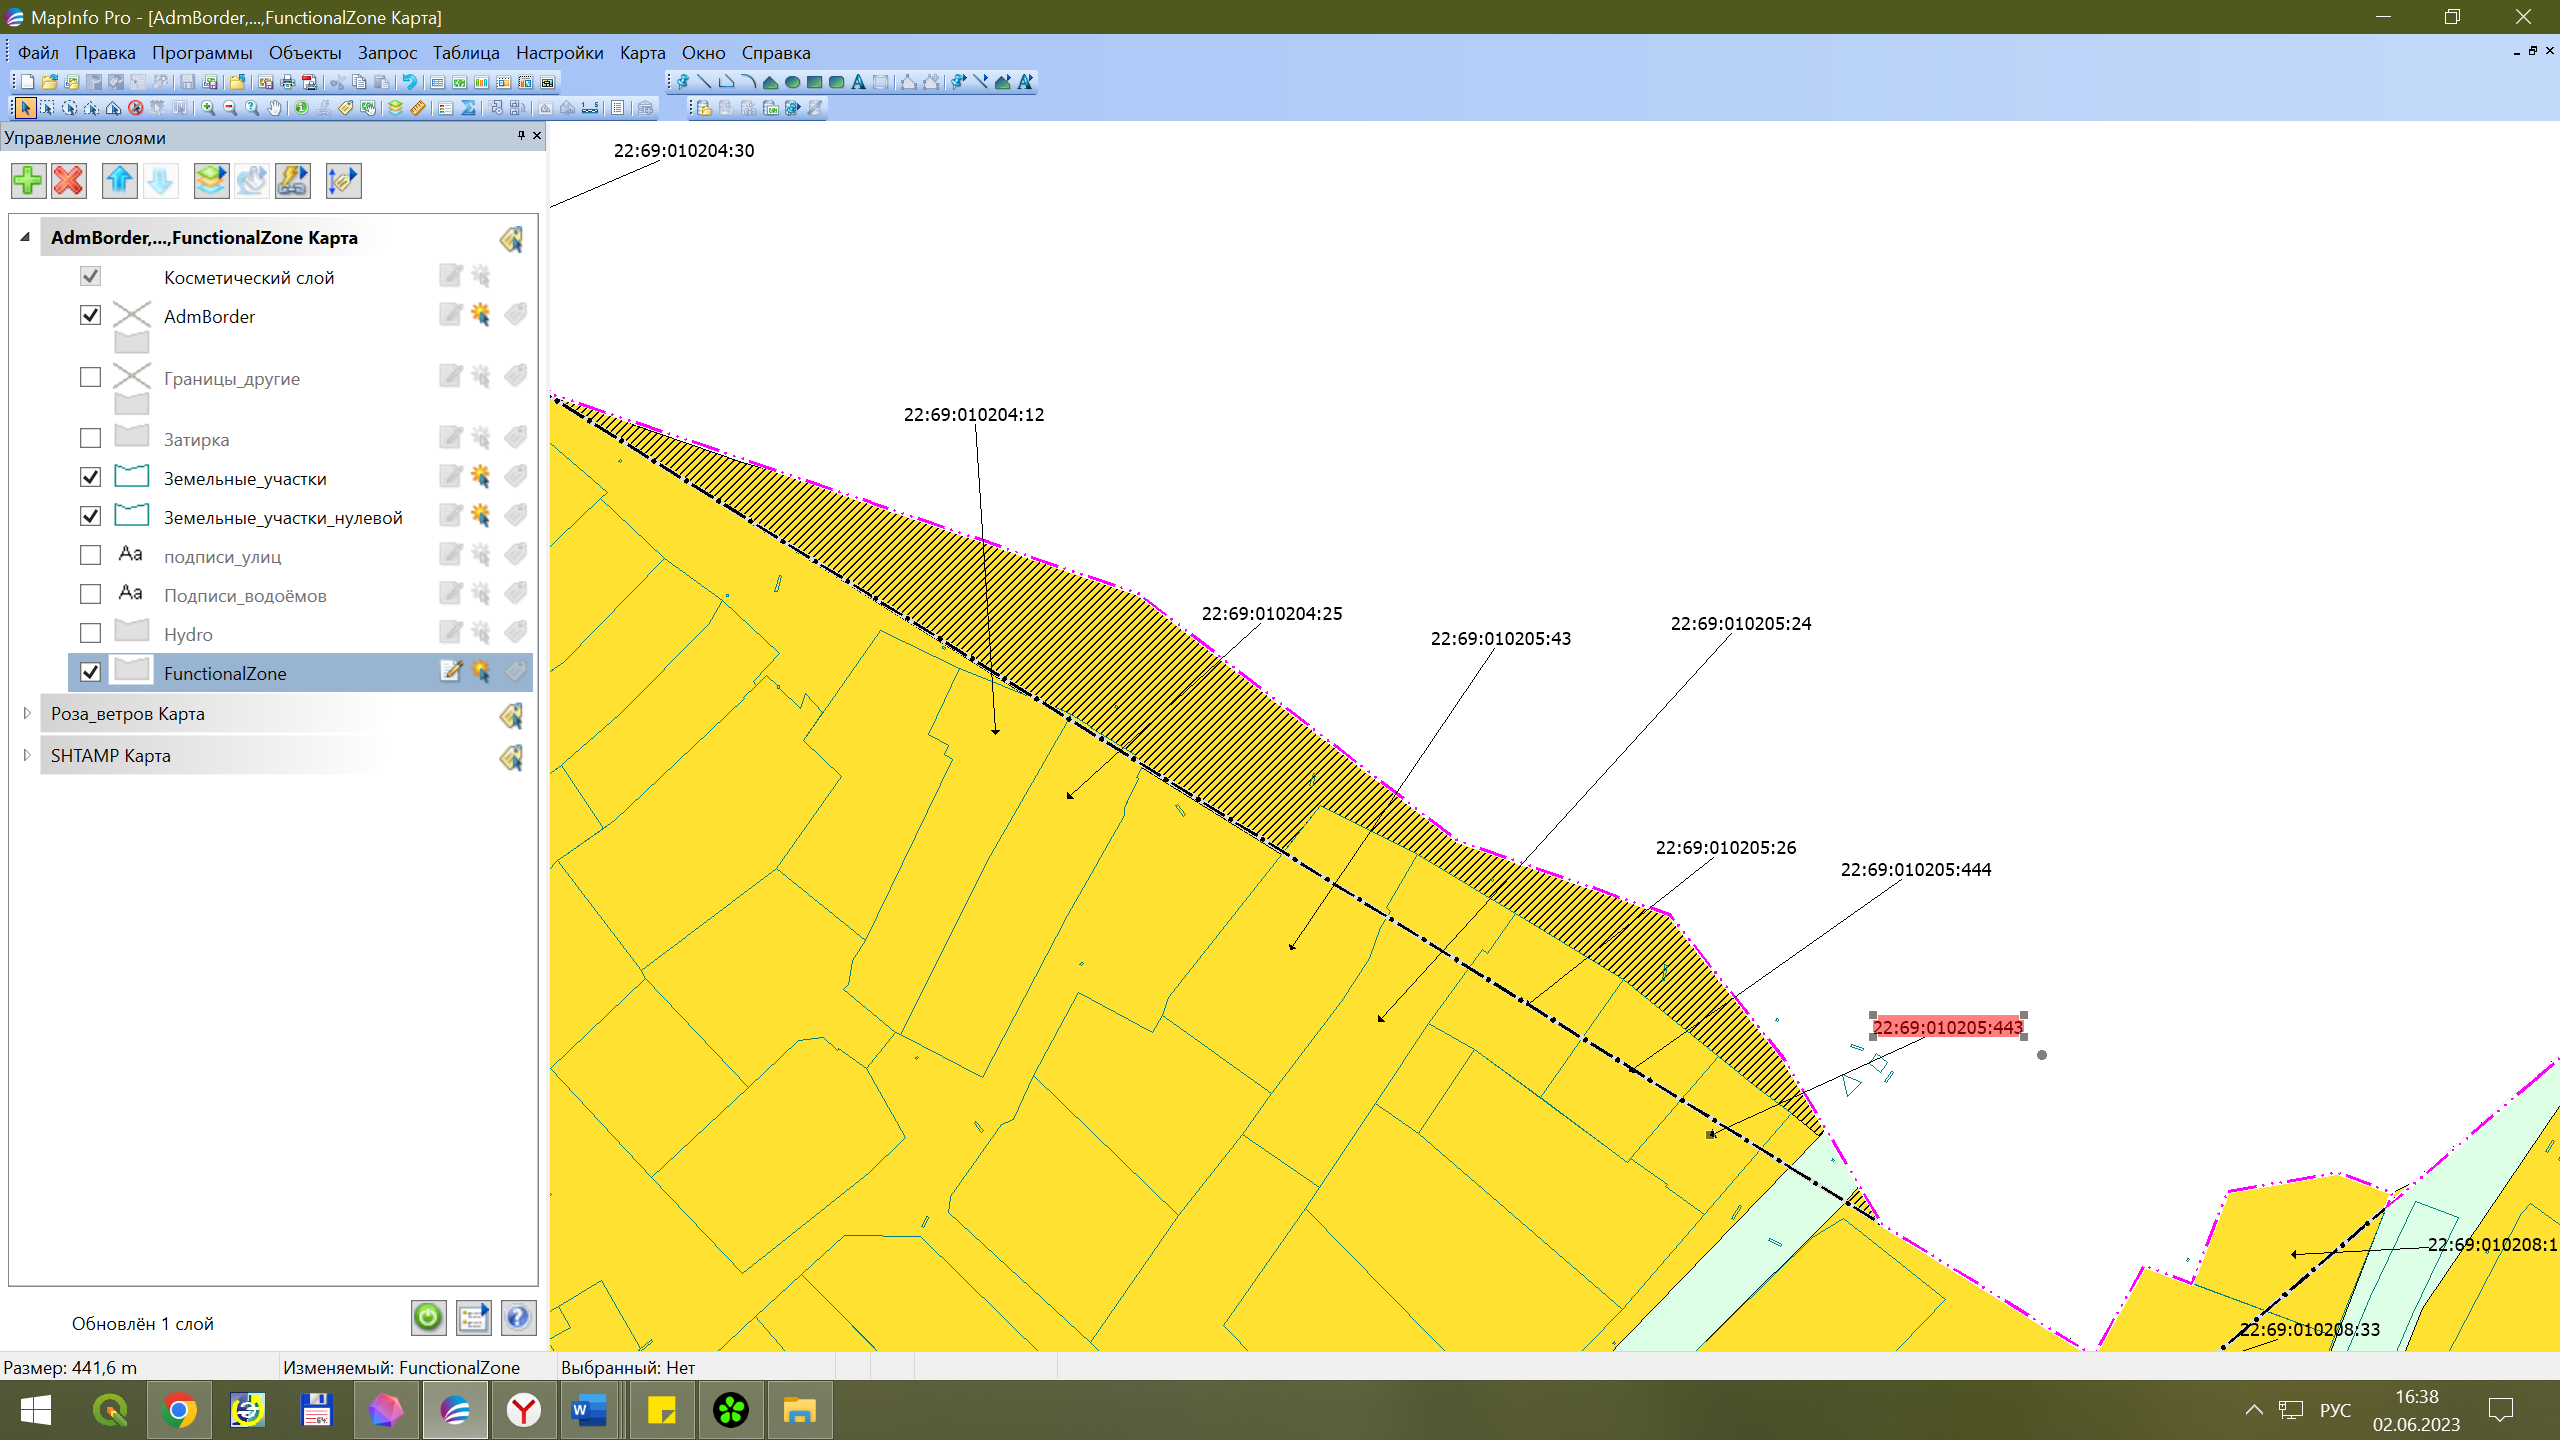 MapInfo Pro - [AdmBorder,...,FunctionalZone Карта]
Файл Правка Программы Объекты Запрос Таблица Настройки Карта Окно Справка
Управление слоями
AdmBorder,...,FunctionalZone Карта
Косметический слой
AdmBorder
Границы_другие
Затирка
Земельные_участки
Земельные_участки_нулевой
Aa подписи_улиц
Aa Подписи_водоёмов
Hydro
FunctionalZone
Роза_ветров Карта
SHTAMP Карта
Обновлён 1 слой
22:69:010204:30
22:69:010204:12
22:69:010204:25
22:69:010205:43
22:69:010205:24
22:69:010205:26
22:69:010205:444
22:69:010205:443
22:69:010208:1
22:69:010208:33
Размер: 441,6 m Изменяемый: FunctionalZone Выбранный: Нет
РУС
16:38
02.06.2023